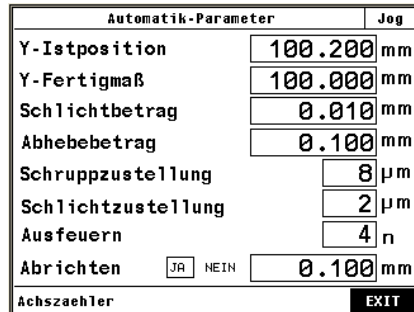 Automatik-Parameter Jog
Y-Istposition 100.200 mm
Y-Fertigmaß 100.000 mm
Schlichtbetrag 0.010 mm
Abhebebetrag 0.100 mm
Schruppzustellung 8 µm
Schlichtzustellung 2 µm
Ausfeuern 4 n
Abrichten JA NEIN 0.100 mm
Achszaehler EXIT